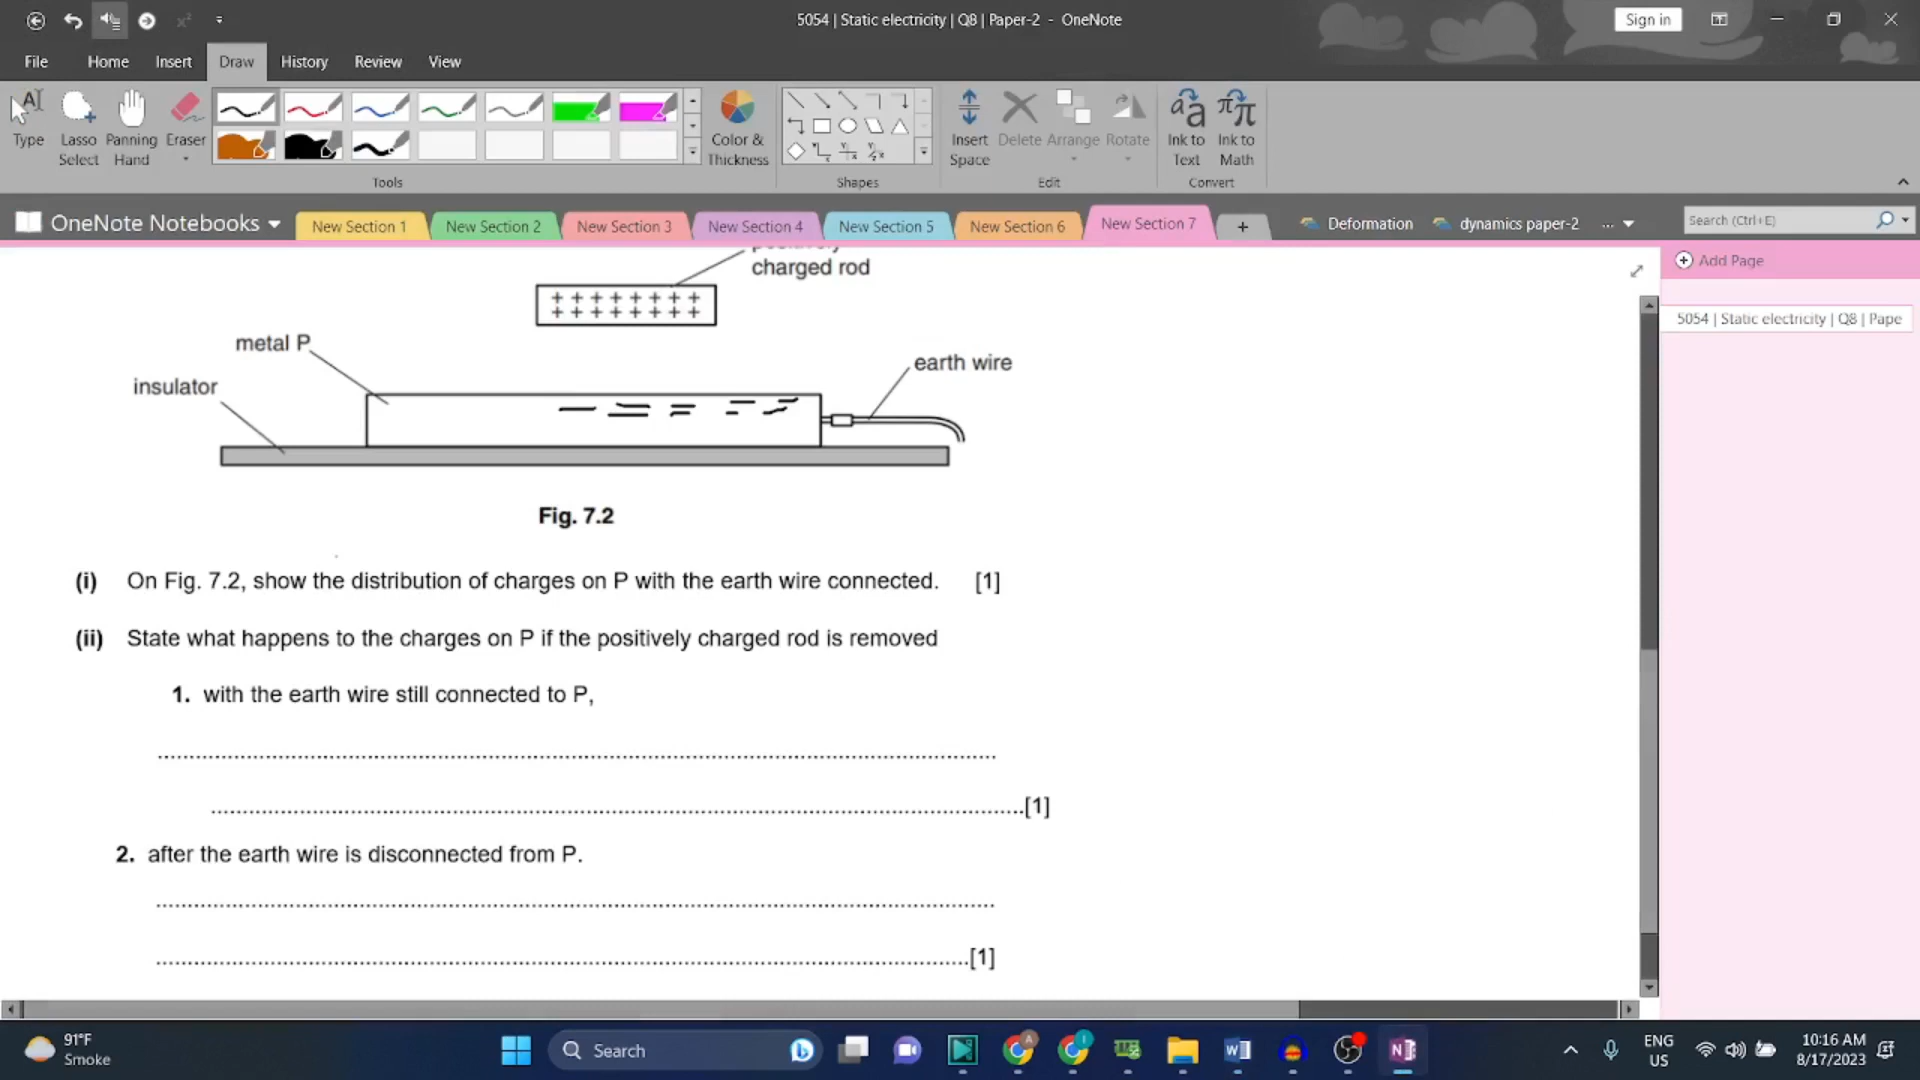 5054 | Static electricity | Q8 | Paper-2 - OneNote
Sign in
File Home Insert Draw History Review View
Type
Lasso Select
Panning Hand
Eraser
Color & Thickness
Insert Space
Delete
Arrange
Rotate
Ink to Text
Ink to Math
Tools
Shapes
Edit
Convert
OneNote Notebooks
New Section 1
New Section 2
New Section 3
New Section 4
New Section 5
New Section 6
New Section 7
+
Deformation
dynamics paper-2
...
Search (Ctrl+E)
Add Page
5054 | Static electricity | Q8 | Pape
charged rod
+ + + + + + + +
+ + + + + + + +
metal P
earth wire
insulator
Fig. 7.2
(i) On Fig. 7.2, show the distribution of charges on P with the earth wire connected. [1]
(ii) State what happens to the charges on P if the positively charged rod is removed
1. with the earth wire still connected to P,
[1]
2. after the earth wire is disconnected from P.
[1]
91°F
Smoke
Search
ENG
US
10:16 AM
8/17/2023